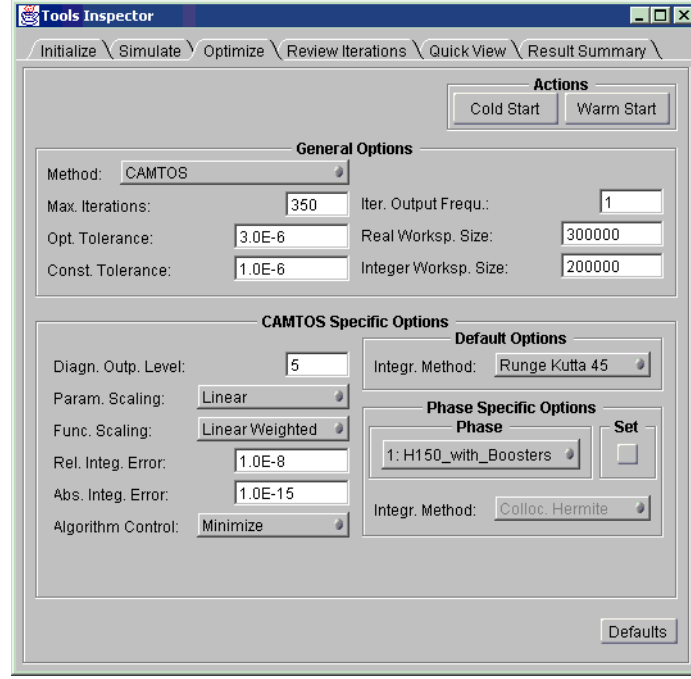 Tools Inspector
Initialize Simulate Optimize Review Iterations Quick View Result Summary
Actions
Cold Start Warm Start
General Options
Method: CAMTOS
Max. Iterations: 350 Iter. Output Frequ.: 1
Opt. Tolerance: 3.0E-6 Real Worksp. Size: 300000
Const. Tolerance: 1.0E-6 Integer Worksp. Size: 200000
CAMTOS Specific Options
Default Options
Diagn. Outp. Level: 5 Integr. Method: Runge Kutta 45
Param. Scaling: Linear
Phase Specific Options
Func. Scaling: Linear Weighted Phase Set
Rel. Integ. Error: 1.0E-8 1: H150_with_Boosters
Abs. Integ. Error: 1.0E-15
Integr. Method: Colloc. Hermite
Algorithm Control: Minimize
Defaults